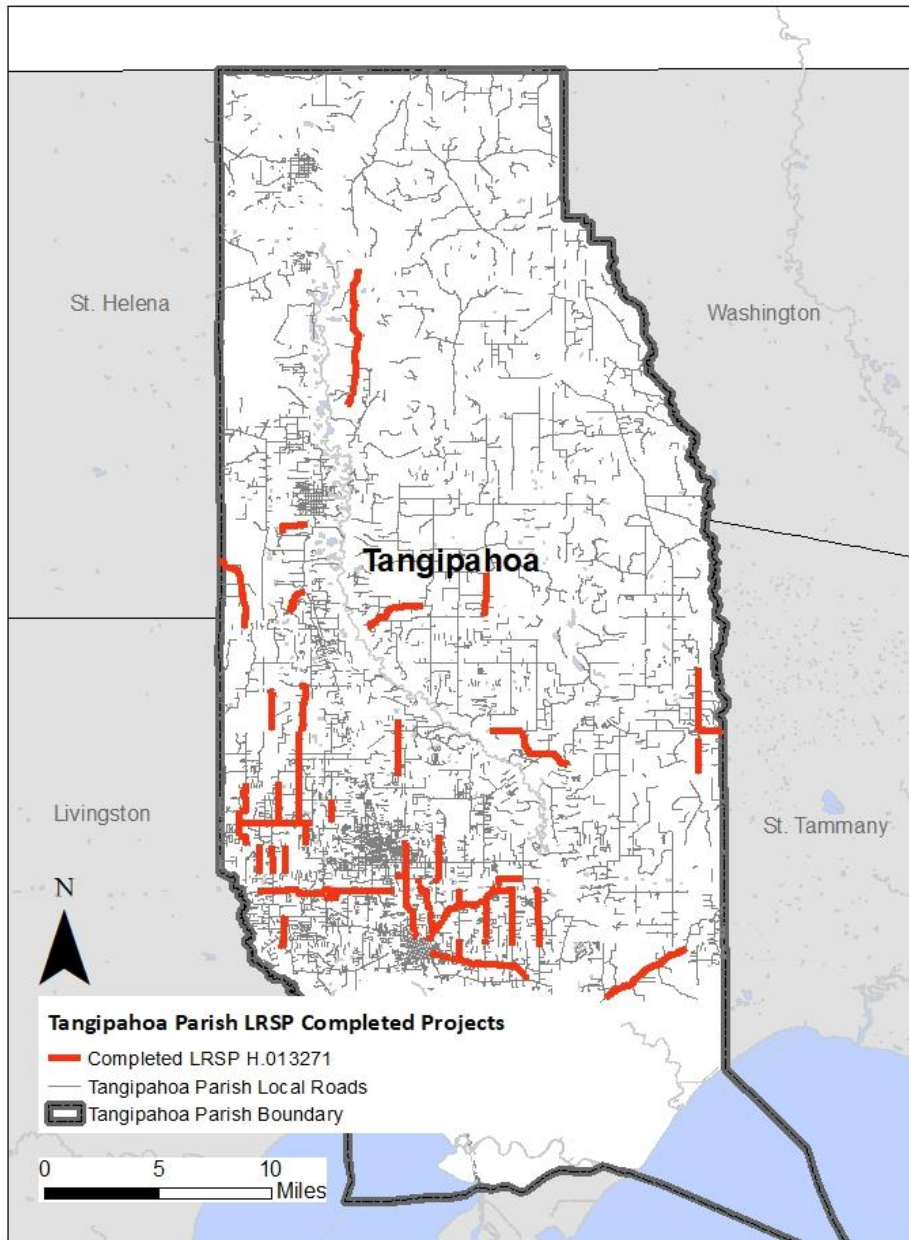 St. Helena
Washington
Tangipahoa
Livingston
St. Tammany
N
Tangipahoa Parish LRSP Completed Projects
Completed LRSP H.013271
Tangipahoa Parish Local Roads
Tangipahoa Parish Boundary
0 5 10
Miles